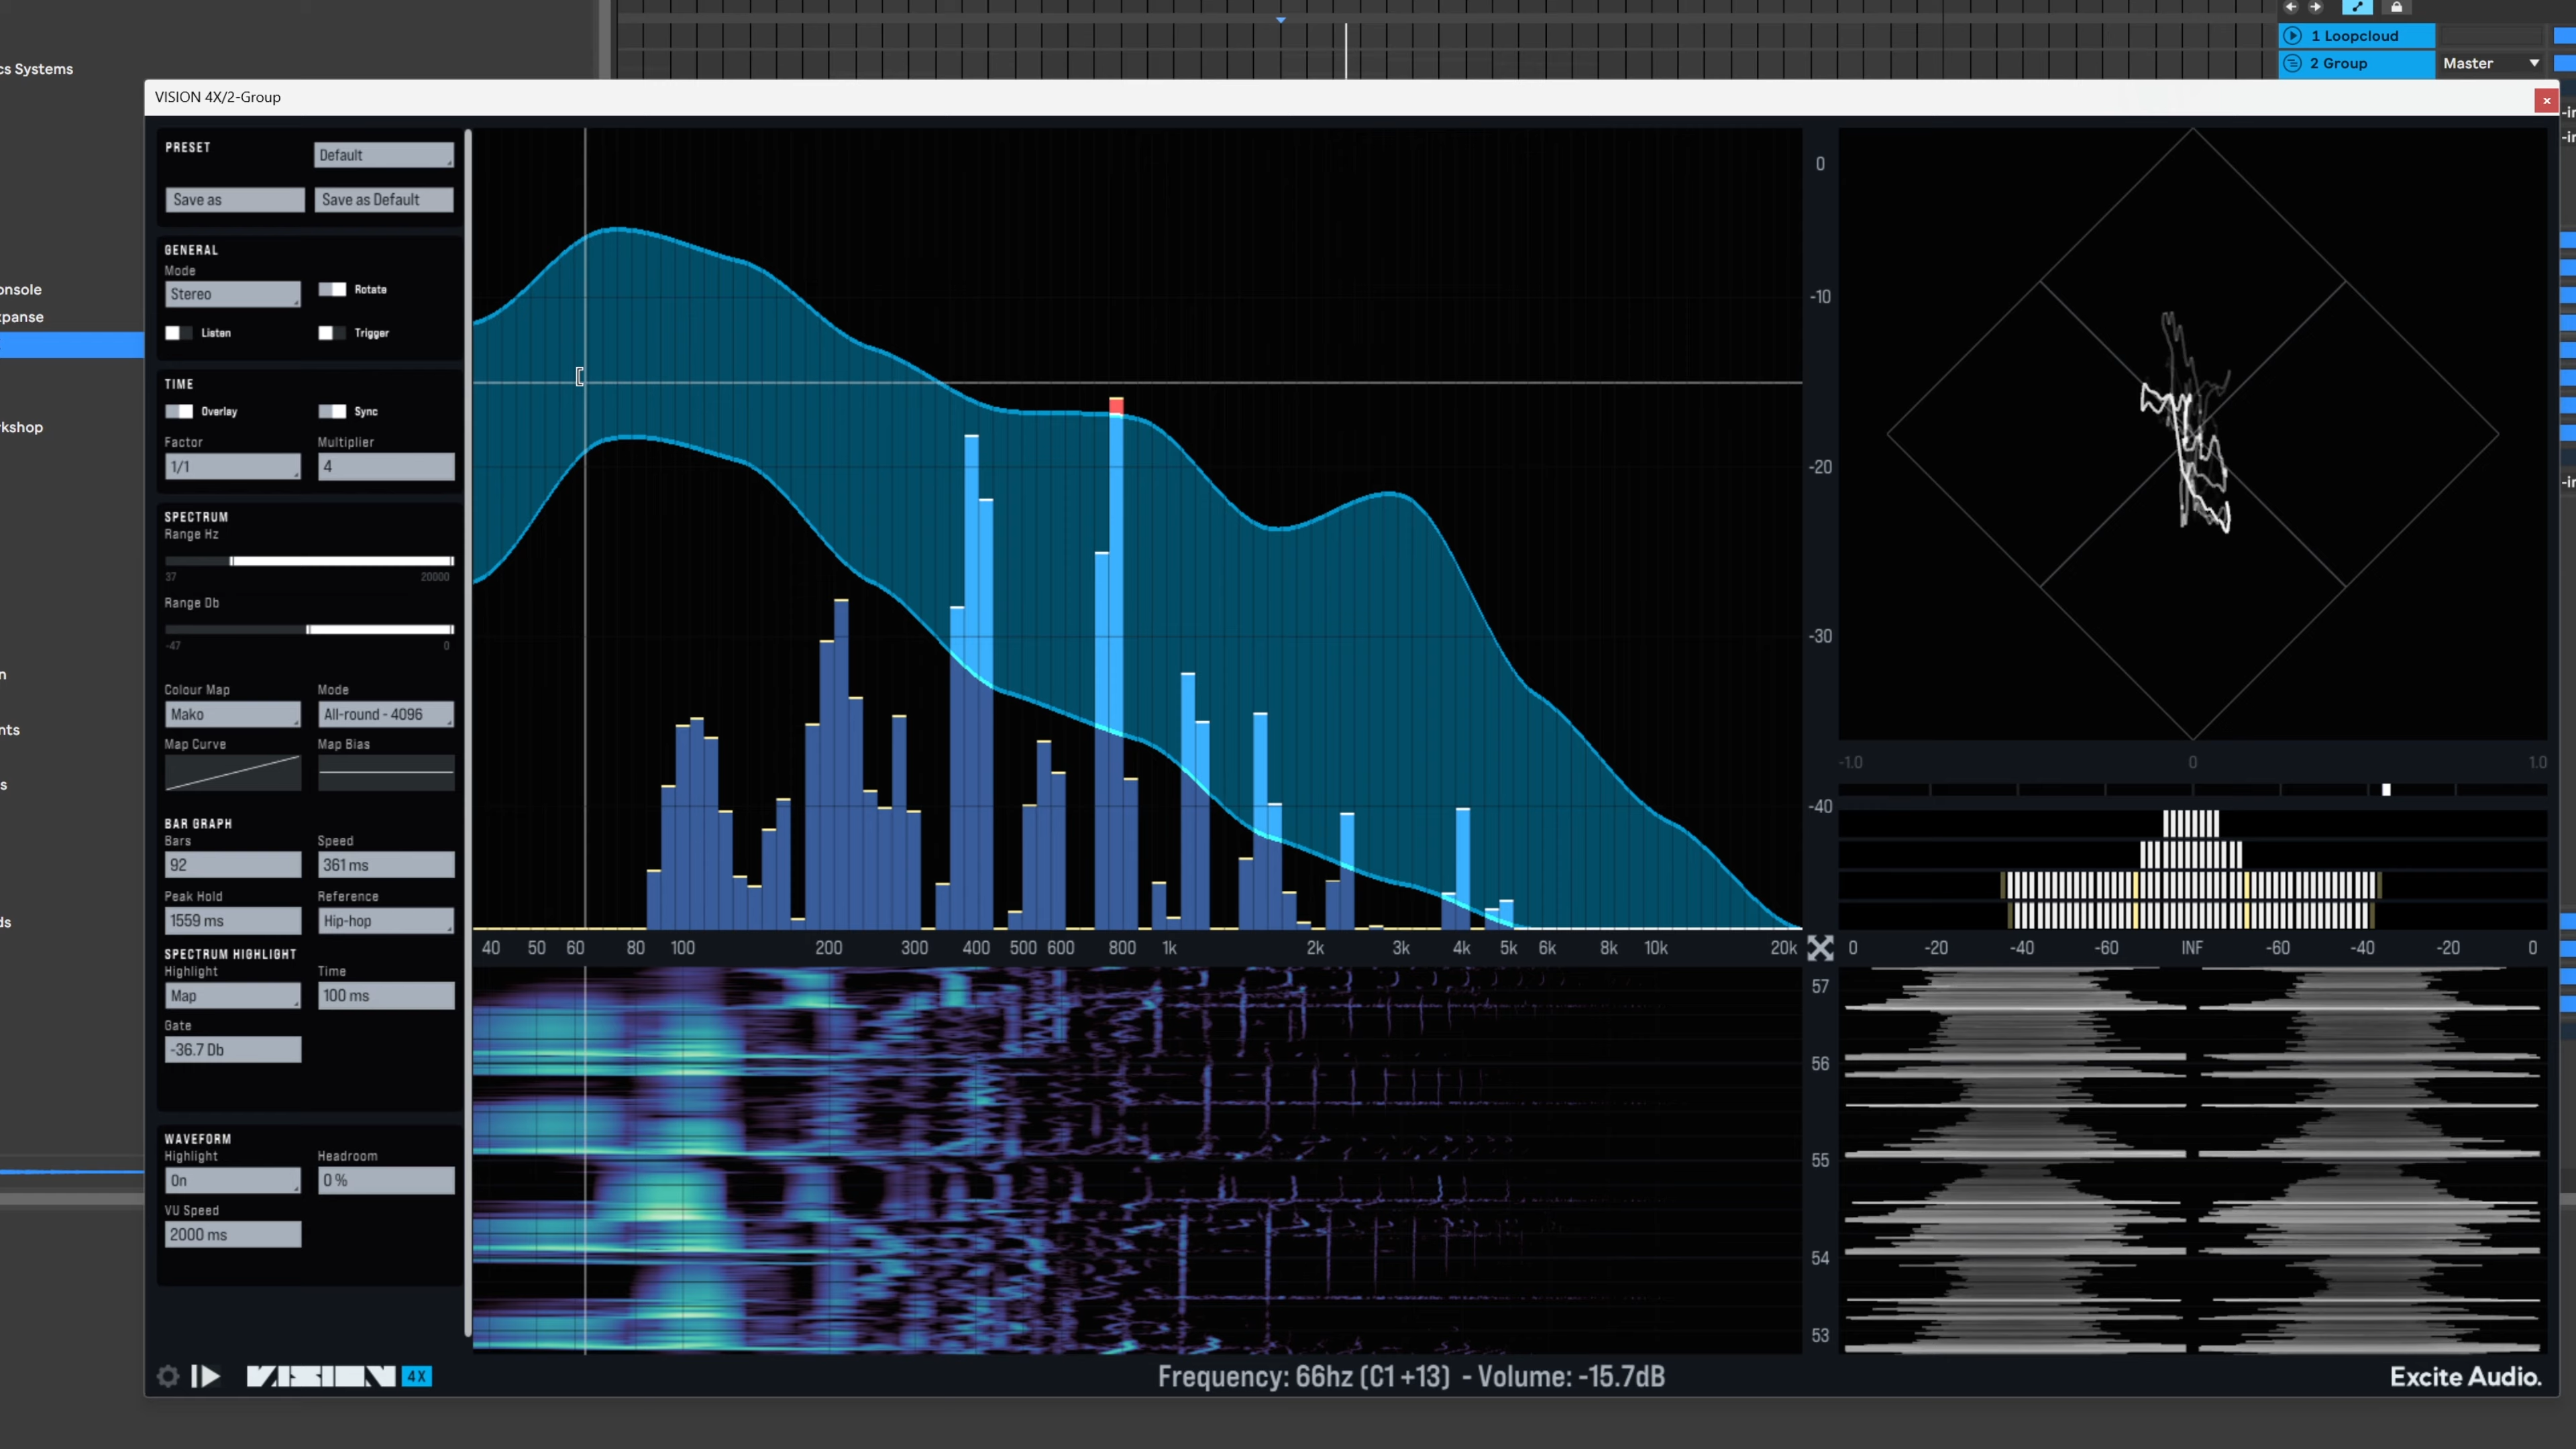 1 Loopcloud
2 Group
Master
cs Systems
onsole
xpanse
kshop
n
nts
s
ds
VISION 4X/2-Group
PRESET
Default
Save as
Save as Default
GENERAL
Mode
Stereo
Rotate
Listen
Trigger
TIME
Overlay
Sync
Factor
Multiplier
1/1
4
SPECTRUM
Range Hz
37
20000
Range Db
-47
0
Colour Map
Mode
Mako
All-round - 4096
Map Curve
Map Bias
BAR GRAPH
Bars
Speed
92
361 ms
Peak Hold
Reference
1559 ms
Hip-hop
SPECTRUM HIGHLIGHT
Highlight
Time
Map
100 ms
Gate
-36.7 Db
WAVEFORM
Highlight
Headroom
On
0 %
VU Speed
2000 ms
VISION 4X
0
-10
-20
-30
-40
40 50 60 80 100 200 300 400 500 600 800 1k 2k 3k 4k 5k 6k 8k 10k 20k
57
56
55
54
53
-1.0 0 1.0
0 -20 -40 -60 INF -60 -40 -20 0
-in
-in
-in
Frequency: 66hz (C1 +13) - Volume: -15.7dB
Excite Audio.